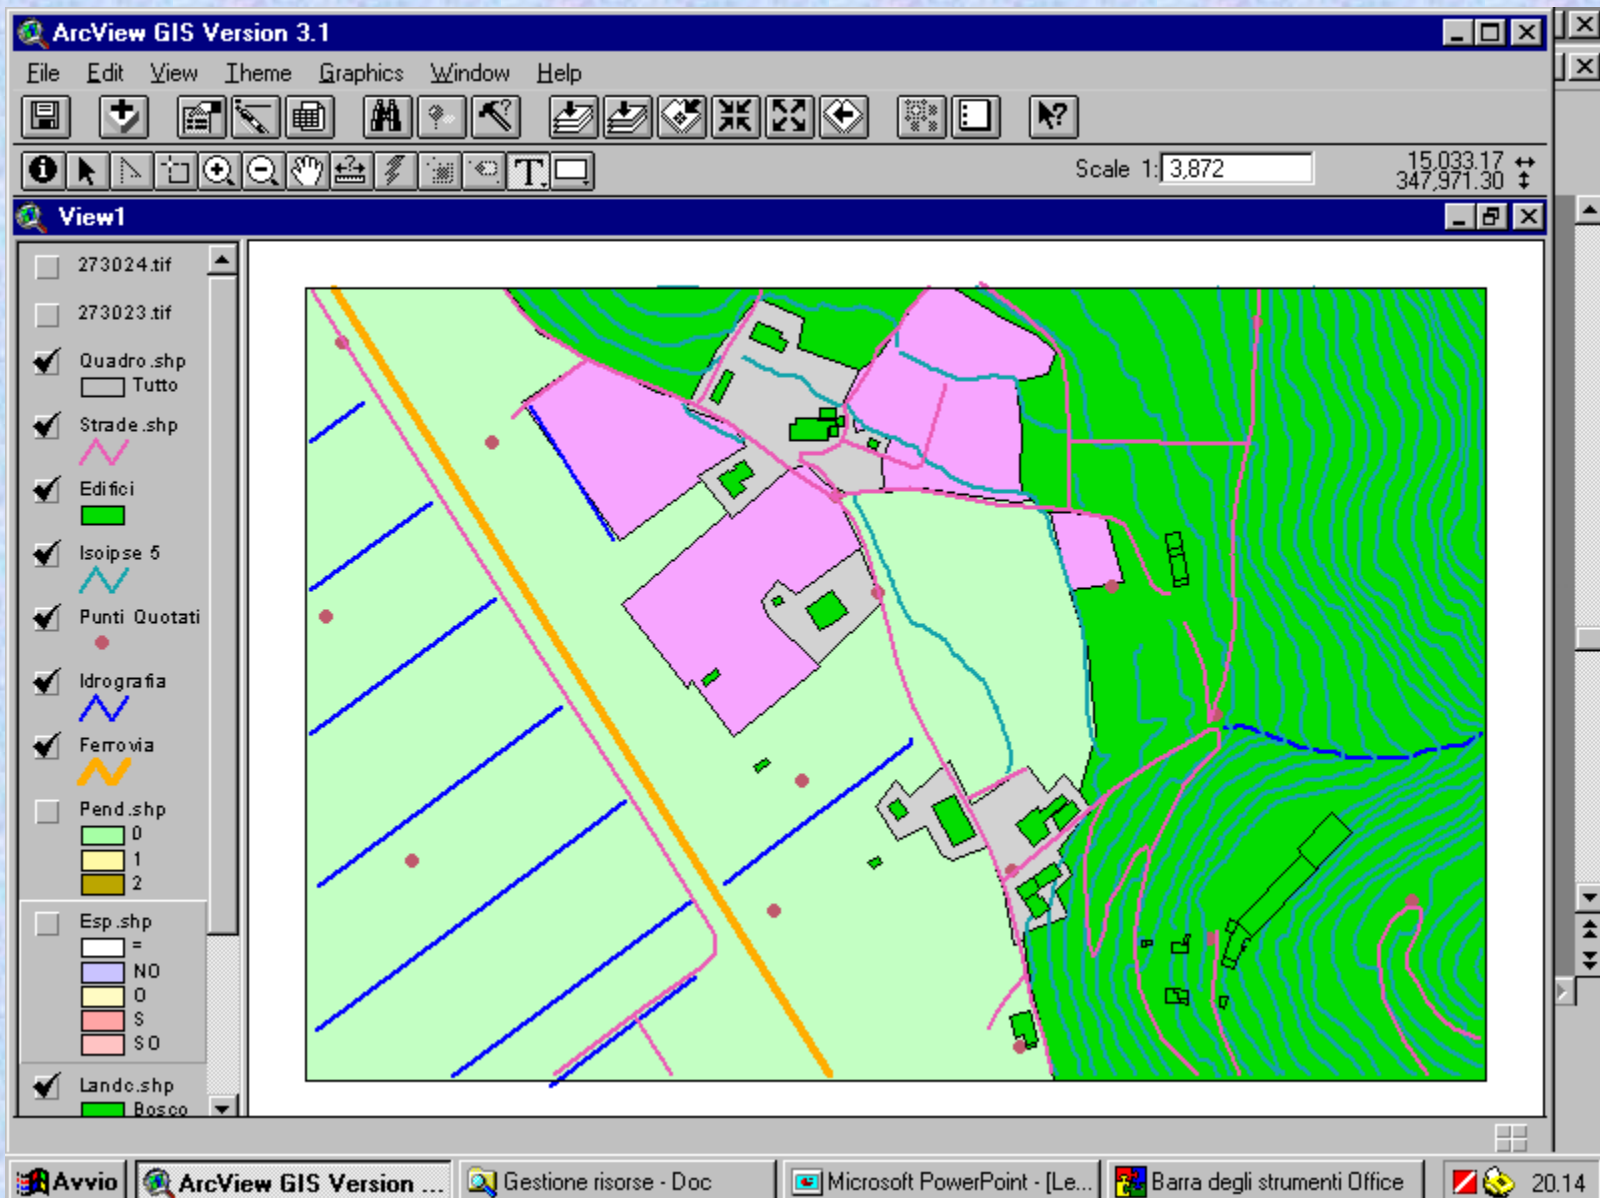 ArcView GIS Version 3.1
File Edit View Theme Graphics Window Help
Scale 1: 3,872
15,033.17
347,971.30
View1
273024.tif
273023.tif
Quadro.shp
Tutto
Strade.shp
Edifici
Isoipse 5
Punti Quotati
Idrografia
Ferrovia
Pend.shp
0
1
2
Esp.shp
=
NO
O
S
SO
Landc.shp
Bosco
Avvio
ArcView GIS Version ...
Gestione risorse - Doc
Microsoft PowerPoint - [Le...
Barra degli strumenti Office
20.14